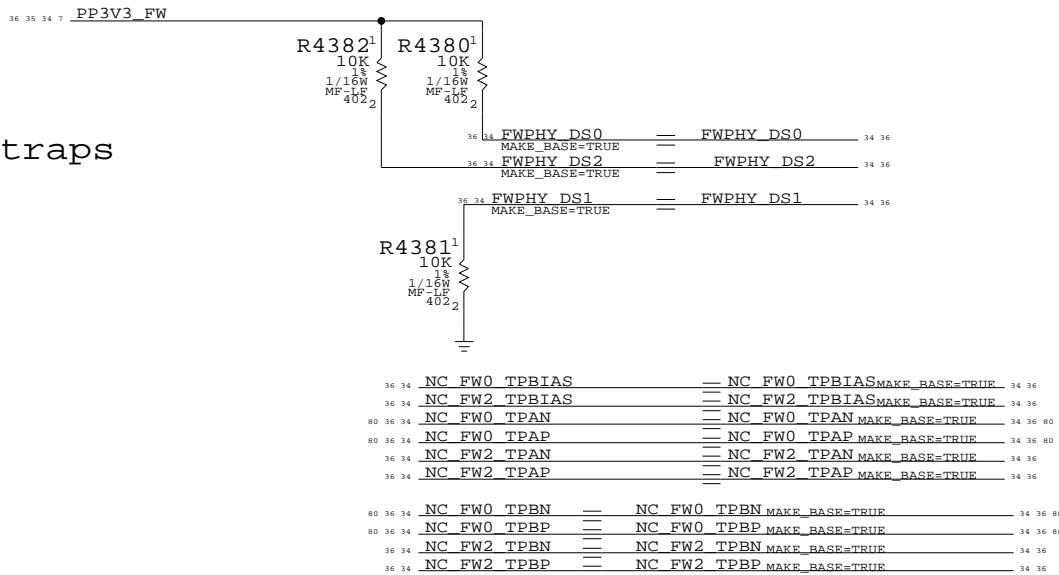 36 35 34 7 PP3V3_FW
R4382 1 R4380 1
10K 10K
1% 1%
1/16W 1/16W
MF-LF MF-LF
402 2 402 2
traps
36 34 FWPHY_DS0 FWPHY_DS0 34 36
MAKE_BASE=TRUE
36 34 FWPHY_DS2 FWPHY_DS2 34 36
MAKE_BASE=TRUE
36 34 FWPHY_DS1 FWPHY_DS1 34 36
MAKE_BASE=TRUE
R4381 1
10K
1%
1/16W
MF-LF
402 2
36 34 NC_FW0_TPBIAS NC_FW0_TPBIAS MAKE_BASE=TRUE 34 36
36 34 NC_FW2_TPBIAS NC_FW2_TPBIAS MAKE_BASE=TRUE 34 36
80 36 34 NC_FW0_TPAN NC_FW0_TPAN MAKE_BASE=TRUE 34 36 80
80 36 34 NC_FW0_TPAP NC_FW0_TPAP MAKE_BASE=TRUE 34 36 80
36 34 NC_FW2_TPAN NC_FW2_TPAN MAKE_BASE=TRUE 34 36
36 34 NC_FW2_TPAP NC_FW2_TPAP MAKE_BASE=TRUE 34 36
80 36 34 NC_FW0_TPBN NC_FW0_TPBN MAKE_BASE=TRUE 34 36 80
80 36 34 NC_FW0_TPBP NC_FW0_TPBP MAKE_BASE=TRUE 34 36 80
36 34 NC_FW2_TPBN NC_FW2_TPBN MAKE_BASE=TRUE 34 36
36 34 NC_FW2_TPBP NC_FW2_TPBP MAKE_BASE=TRUE 34 36